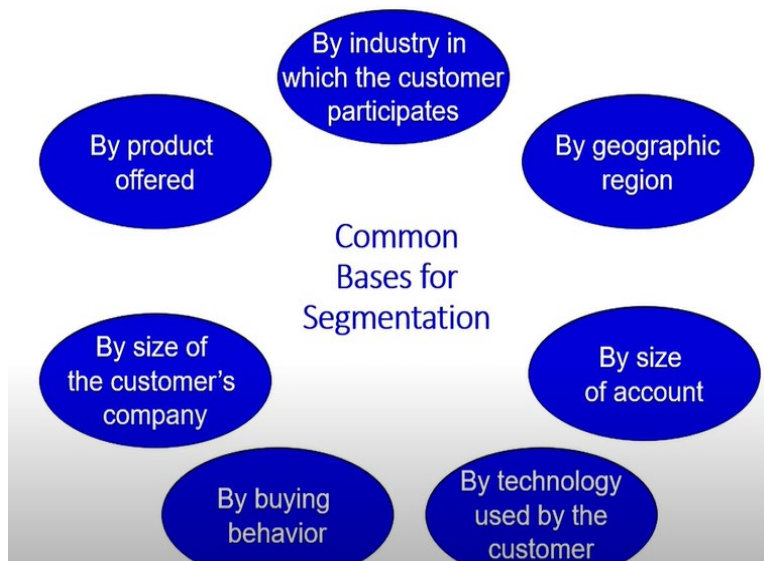 By industry in
which the customer
participates
By product
offered
By geographic
region
Common
Bases for
Segmentation
By size of
the customer's
company
By size
of account
By buying
behavior
By technology
used by the
customer